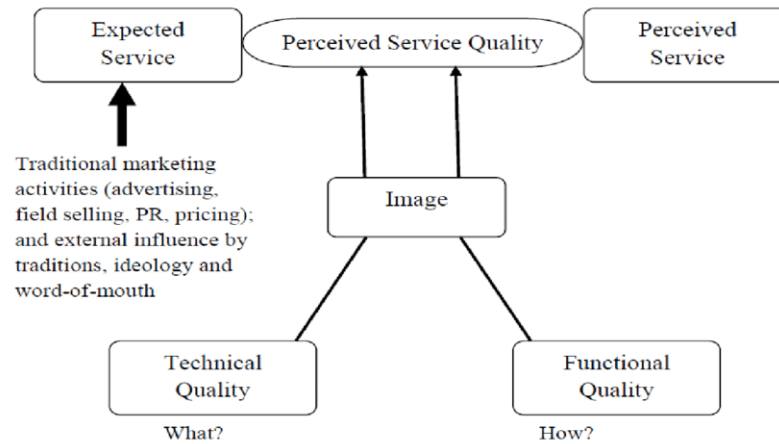 Expected
Service
Perceived Service Quality
Perceived
Service
Traditional marketing
activities (advertising,
field selling, PR, pricing);
and external influence by
traditions, ideology and
word-of-mouth
Image
Technical
Quality
Functional
Quality
What?
How?